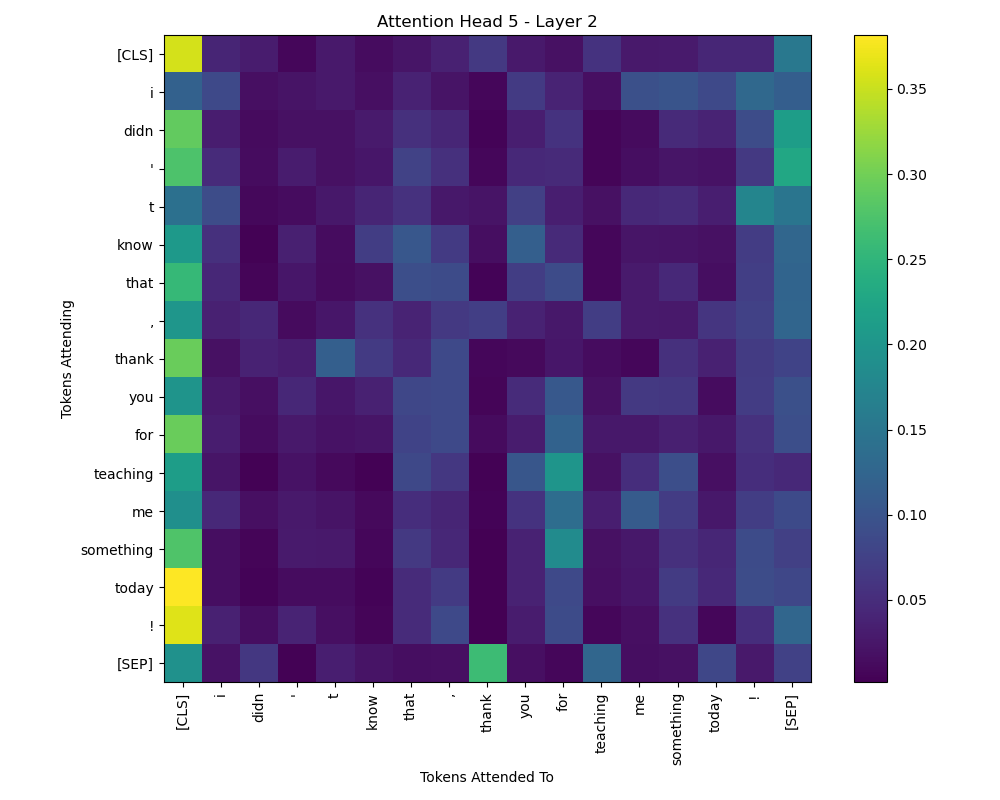 Attention Head 5 - Layer 2
[CLS]
i
didn
'
t
know
that
,
thank
you
for
teaching
me
something
today
!
[SEP]
Tokens Attending
[CLS]
i
didn
'
t
know
that
,
thank
you
for
teaching
me
something
today
!
[SEP]
Tokens Attended To
0.35
0.30
0.25
0.20
0.15
0.10
0.05